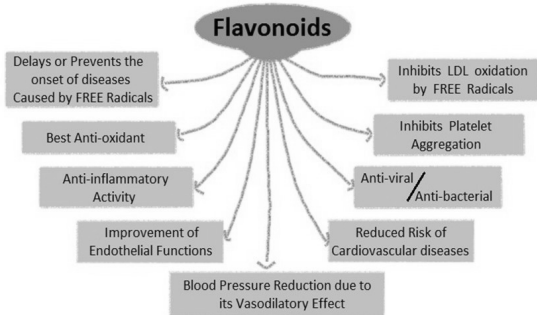 Flavonoids
Delays or Prevents the
onset of diseases
Caused by FREE Radicals
Inhibits LDL oxidation
by FREE Radicals
Best Anti-oxidant
Inhibits Platelet
Aggregation
Anti-inflammatory
Activity
Anti-viral
/Anti-bacterial
Improvement of
Endothelial Functions
Reduced Risk of
Cardiovascular diseases
Blood Pressure Reduction due to
its Vasodilatory Effect